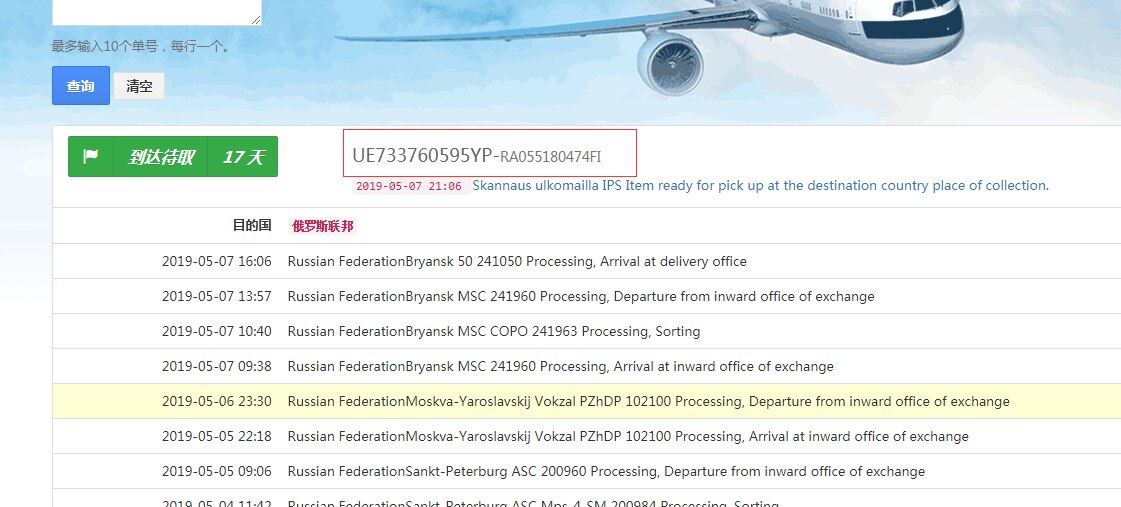 最多输入10个单号，每行一个。
查询 清空
到达待取 17 天
UE733760595YP-RA055180474FI
2019-05-07 21:06 Skannaus ulkomailla IPS Item ready for pick up at the destination country place of collection.
目的国 俄罗斯联邦
2019-05-07 16:06 Russian FederationBryansk 50 241050 Processing, Arrival at delivery office
2019-05-07 13:57 Russian FederationBryansk MSC 241960 Processing, Departure from inward office of exchange
2019-05-07 10:40 Russian FederationBryansk MSC COPO 241963 Processing, Sorting
2019-05-07 09:38 Russian FederationBryansk MSC 241960 Processing, Arrival at inward office of exchange
2019-05-06 23:30 Russian FederationMoskva-Yaroslavskij Vokzal PZhDP 102100 Processing, Departure from inward office of exchange
2019-05-05 22:18 Russian FederationMoskva-Yaroslavskij Vokzal PZhDP 102100 Processing, Arrival at inward office of exchange
2019-05-05 09:06 Russian FederationSankt-Peterburg ASC 200960 Processing, Departure from inward office of exchange
2019-05-04 11:42 Russian FederationSankt-Peterburg ASC Mps-4-SM 200984 Processing, Sorting